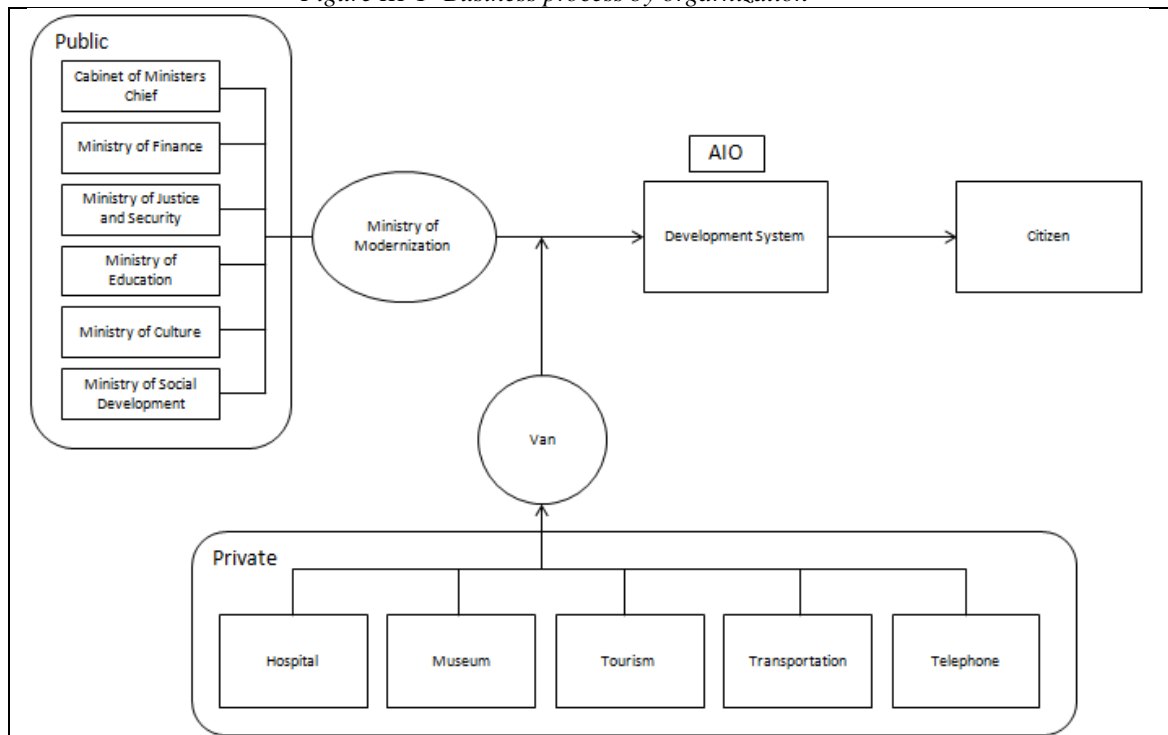 Figure III-1 Business process by organization
Public
Cabinet of Ministers
Chief
Ministry of Finance
Ministry of Justice
and Security
Ministry of
Education
Ministry of Culture
Ministry of Social
Development
Ministry of
Modernization
AIO
Development System
Citizen
Van
Private
Hospital
Museum
Tourism
Transportation
Telephone